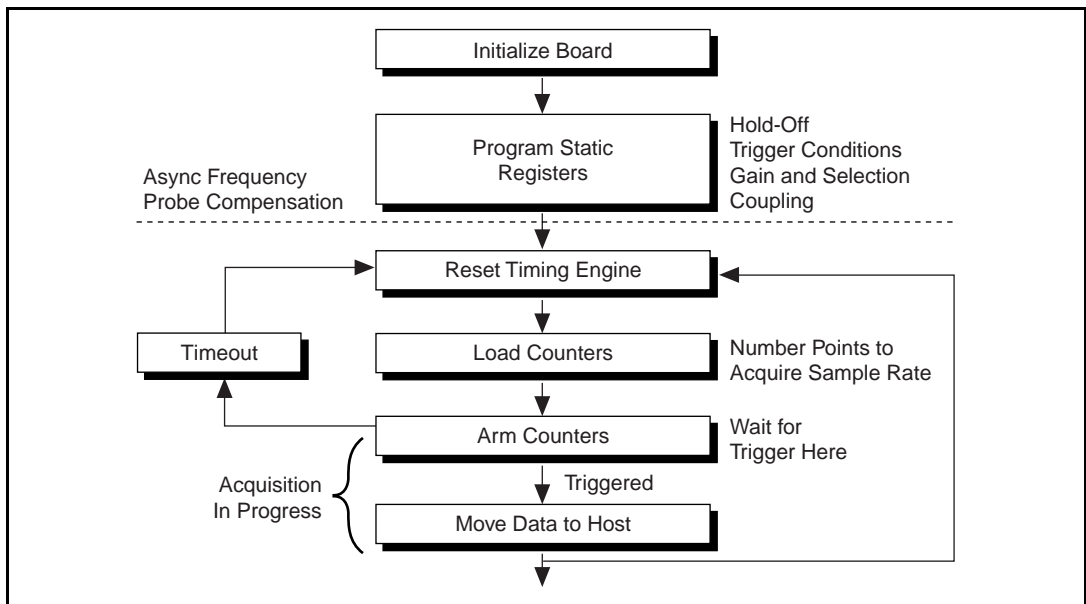 Initialize Board
Program Static
Registers
Hold-Off
Trigger Conditions
Gain and Selection
Coupling
Async Frequency
Probe Compensation
Reset Timing Engine
Timeout
Load Counters
Number Points to
Acquire Sample Rate
Arm Counters
Wait for
Trigger Here
Acquisition
In Progress
Triggered
Move Data to Host